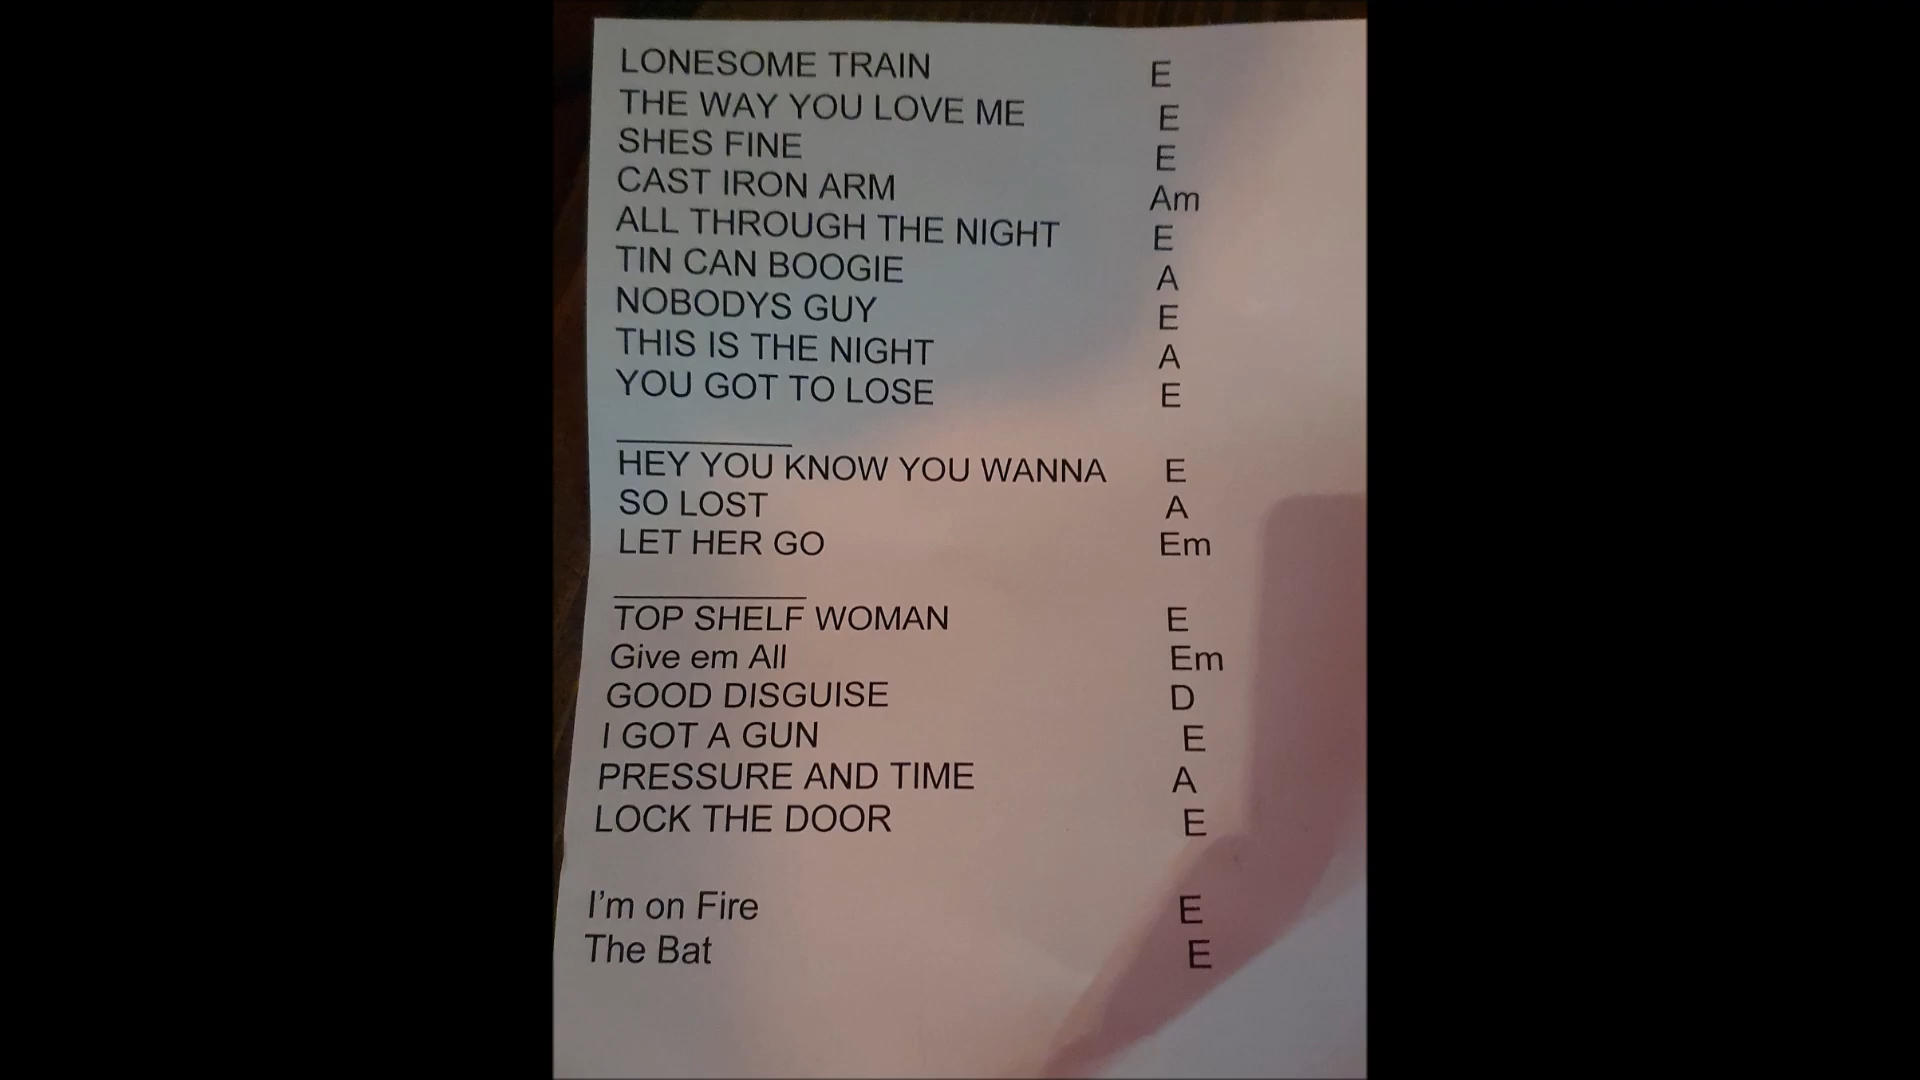 LONESOME TRAIN E
THE WAY YOU LOVE ME E
SHES FINE E
CAST IRON ARM Am
ALL THROUGH THE NIGHT E
TIN CAN BOOGIE A
NOBODYS GUY E
THIS IS THE NIGHT A
YOU GOT TO LOSE E
HEY YOU KNOW YOU WANNA E
SO LOST A
LET HER GO Em
TOP SHELF WOMAN E
Give em All Em
GOOD DISGUISE D
I GOT A GUN E
PRESSURE AND TIME A
LOCK THE DOOR E
I'm on Fire E
The Bat E